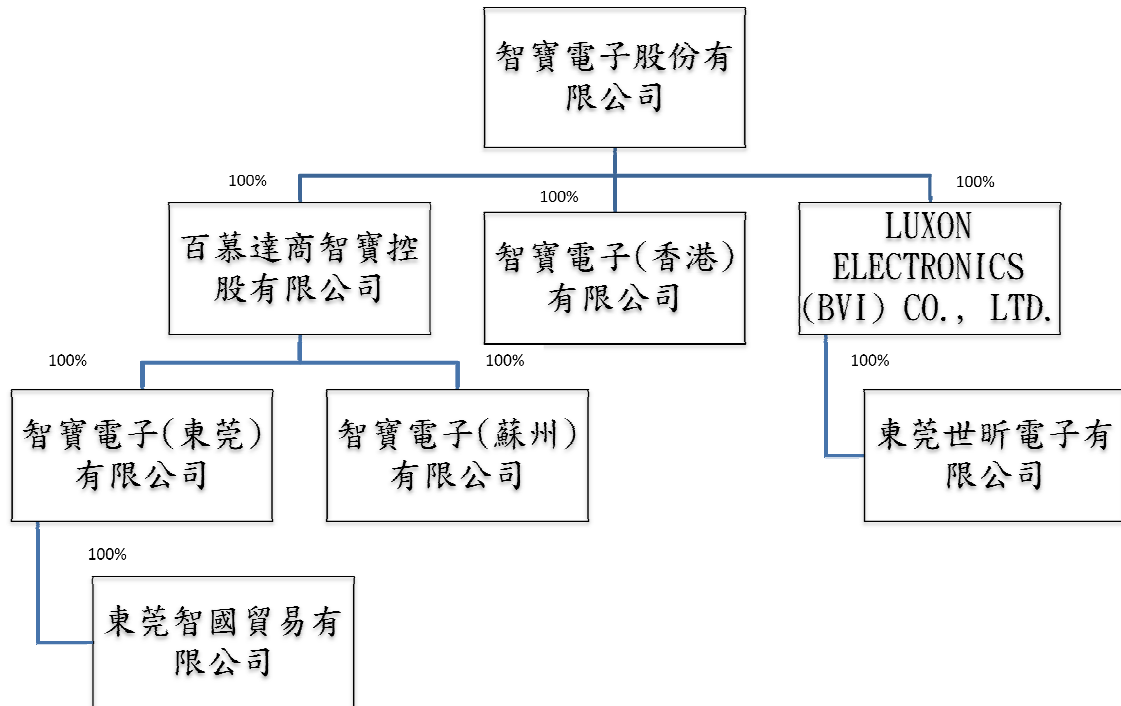 智寶電子股份有
限公司
100%
100%
100%
百慕達商智寶控
股有限公司
智寶電子(香港)
有限公司
LUXON
ELECTRONICS
(BVI) CO., LTD.
100%
100%
100%
智寶電子(東莞)
有限公司
智寶電子(蘇州)
有限公司
東莞世昕電子有
限公司
100%
東莞智國貿易有
限公司